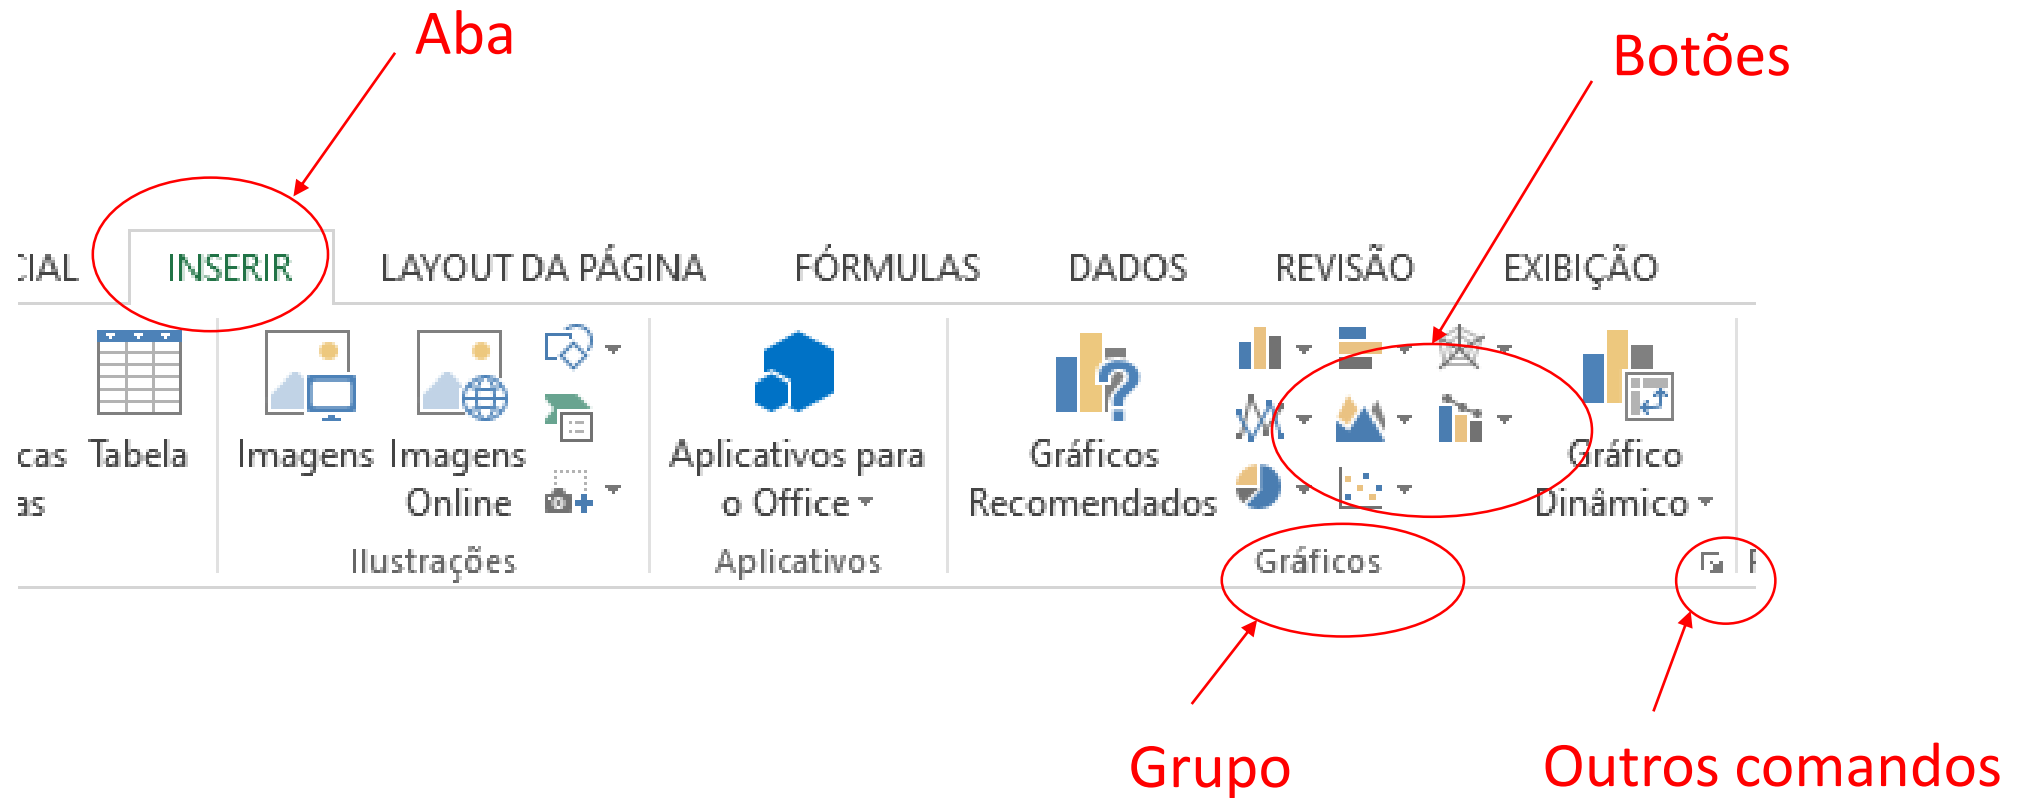 Aba
Botões
CIAL INSERIR LAYOUT DA PÁGINA FÓRMULAS DADOS REVISÃO EXIBIÇÃO
cas Tabela Imagens Imagens Aplicativos para Gráficos Gráfico
as Online o Office Recomendados Dinâmico
Ilustrações Aplicativos Gráficos
Grupo Outros comandos